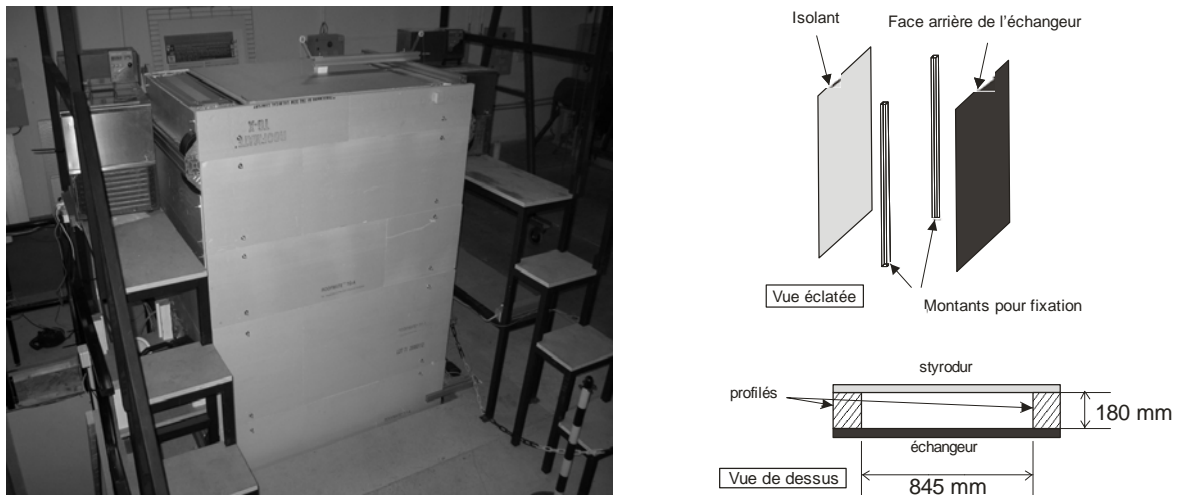 Isolant
Face arrière de l'échangeur
Vue éclatée
Montants pour fixation
styrodur
profilés
180 mm
échangeur
Vue de dessus
845 mm